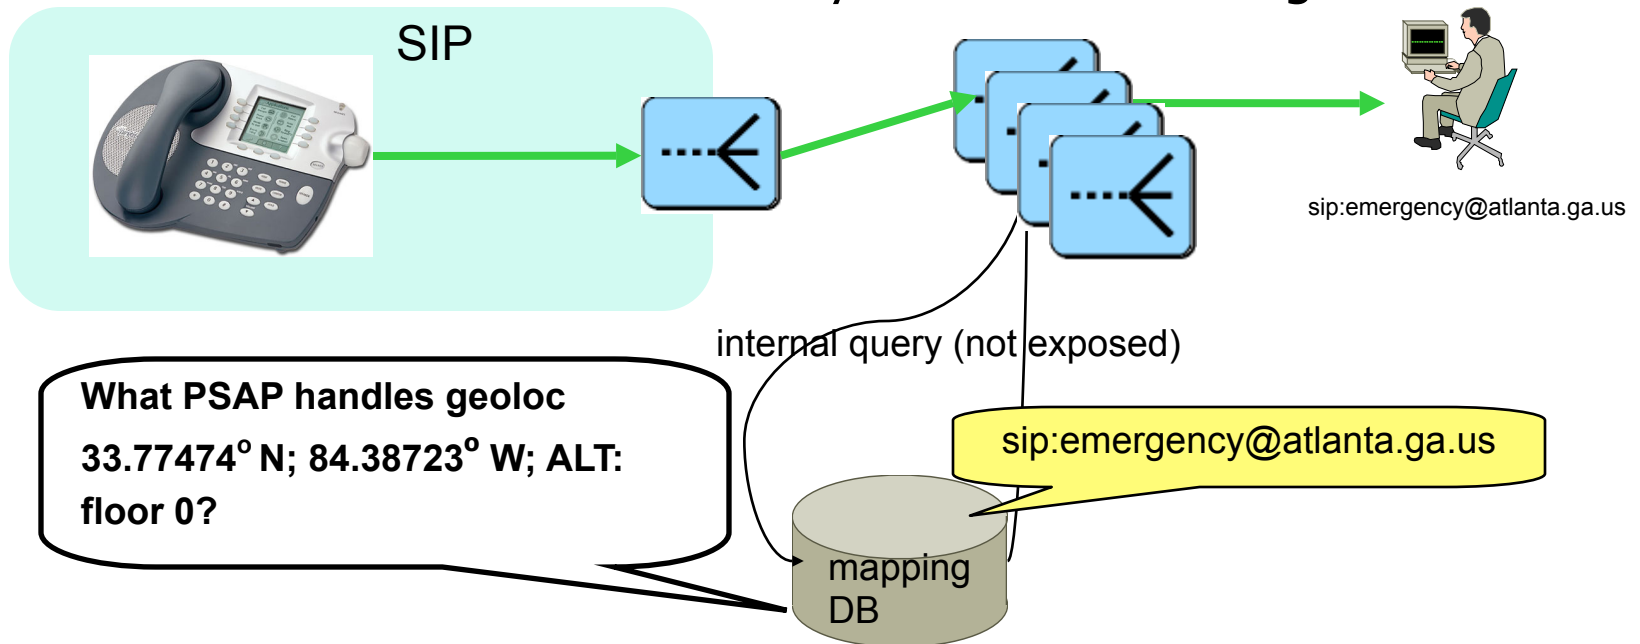 SIP
sip:emergency@atlanta.ga.us
internal query (not exposed)
What PSAP handles geoloc
33.77474° N; 84.38723° W; ALT:
floor 0?
sip:emergency@atlanta.ga.us
mapping
DB